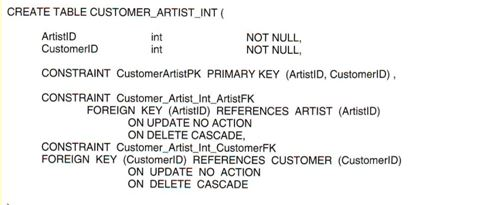 CREATE TABLE CUSTOMER_ARTIST_INT (
ArtistID int NOT NULL,
CustomerID int NOT NULL,
CONSTRAINT CustomerArtistPK PRIMARY KEY (ArtistID, CustomerID) ,
CONSTRAINT Customer_Artist_Int_ArtistFK
FOREIGN KEY (ArtistID) REFERENCES ARTIST (ArtistID)
ON UPDATE NO ACTION
ON DELETE CASCADE,
CONSTRAINT Customer_Artist_Int_CustomerFK
FOREIGN KEY (CustomerID) REFERENCES CUSTOMER (CustomerID)
ON UPDATE NO ACTION
ON DELETE CASCADE